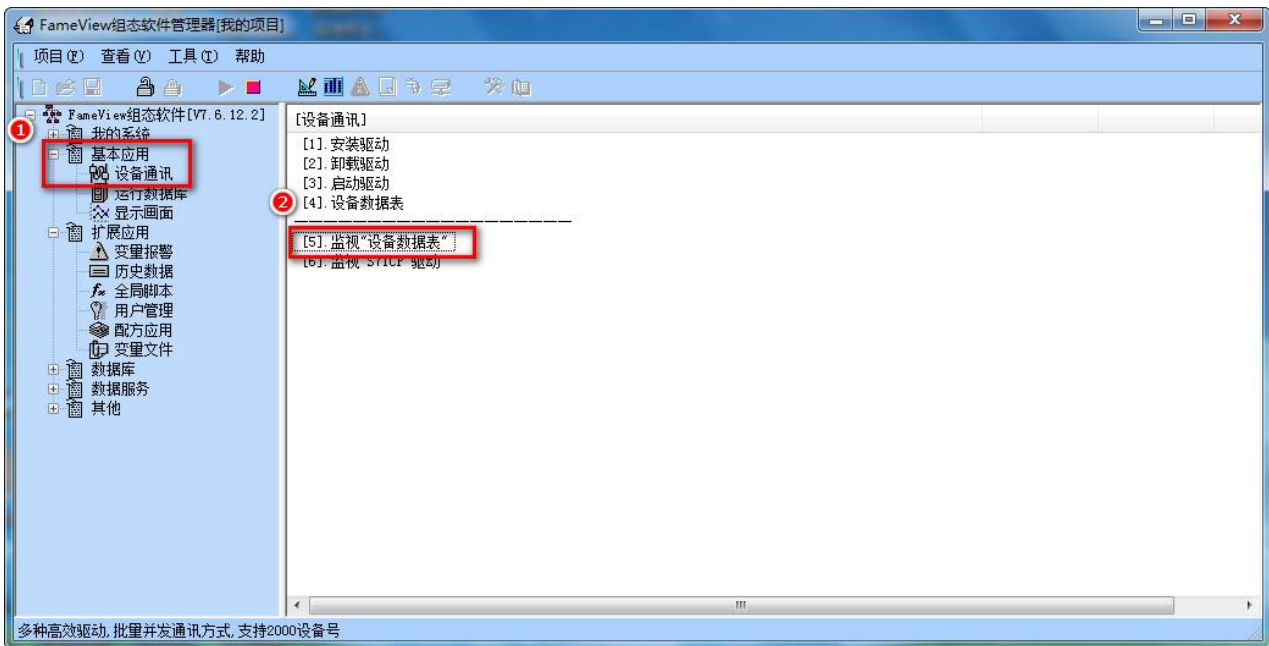 FameView组态软件管理器[我的项目]
项目(F) 查看(V) 工具(T) 帮助
FameView组态软件[V7.6.12.2]
1
我的系统
基本应用
设备通讯
运行数据库
显示画面
扩展应用
变量报警
历史数据
全局脚本
用户管理
配方应用
变量文件
数据库
数据服务
其他
[设备通讯]
[1].安装驱动
[2].卸载驱动
[3].启动驱动
2
[4].设备数据表
[5].监视"设备数据表"
[6].监视 S7TCP 驱动
多种高效驱动,批量并发通讯方式,支持2000设备号